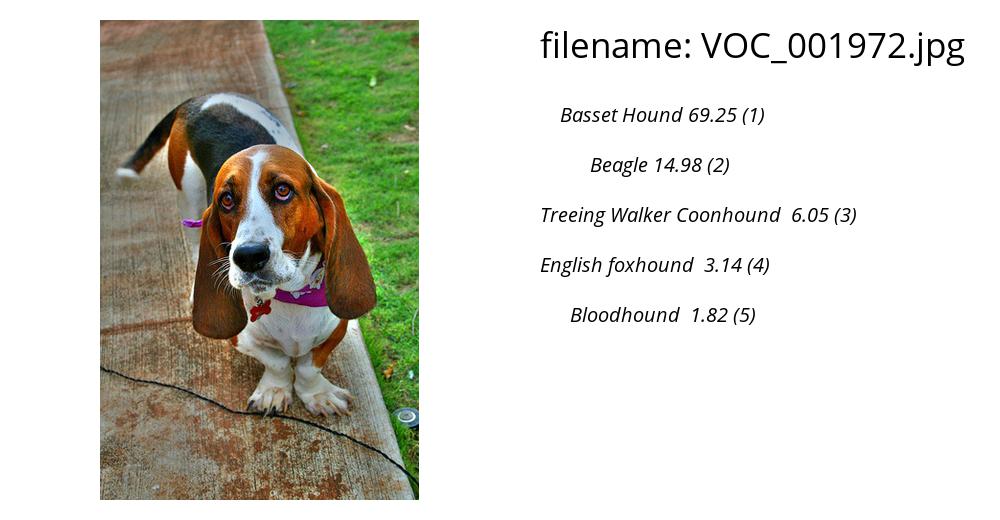 filename: VOC_001972.jpg
Basset Hound 69.25 (1)
Beagle 14.98 (2)
Treeing Walker Coonhound 6.05 (3)
English foxhound 3.14 (4)
Bloodhound 1.82 (5)